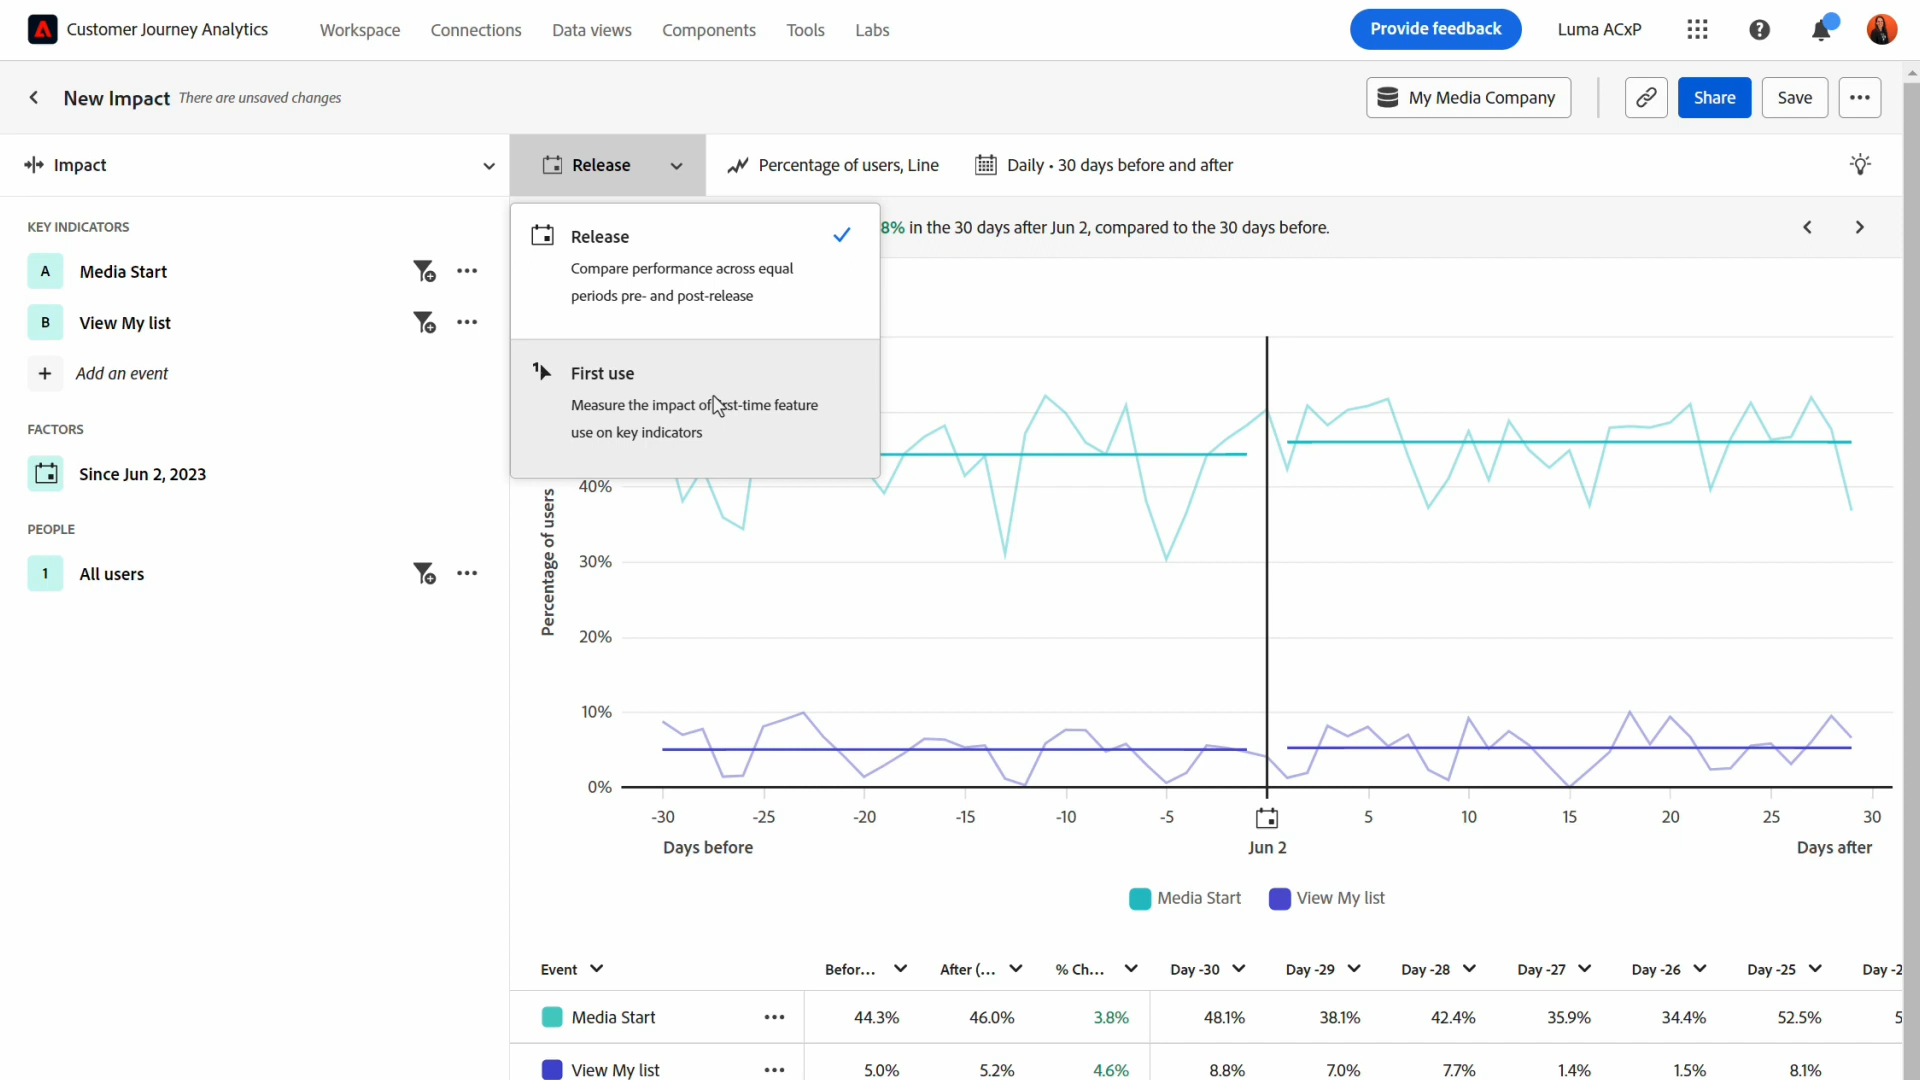 Customer Journey Analytics
Workspace
Connections
Data views
Components
Tools
Labs
Provide feedback
Luma ACxP
New Impact There are unsaved changes
My Media Company
Share
Save
Impact
Release
Percentage of users, Line
Daily • 30 days before and after
KEY INDICATORS
A Media Start
B View My list
Add an event
FACTORS
Since Jun 2, 2023
PEOPLE
1 All users
Release
Compare performance across equal
periods pre- and post-release
First use
Measure the impact of
st-time feature
use on key indicators
8% in the 30 days after Jun 2, compared to the 30 days before.
Percentage of users
40%
30%
20%
10%
0%
-30 -25 -20 -15 -10 -5 5 10 15 20 25 30
Days before
Jun 2
Days after
Media Start
View My list
Event Befor... After (... % Ch... Day -30 Day -29 Day -28 Day -27 Day -26 Day -25 Day -2
Media Start 44.3% 46.0% 3.8% 48.1% 38.1% 42.4% 35.9% 34.4% 52.5% 5
View My list 5.0% 5.2% 4.6% 8.8% 7.0% 7.7% 1.4% 1.5% 8.1%